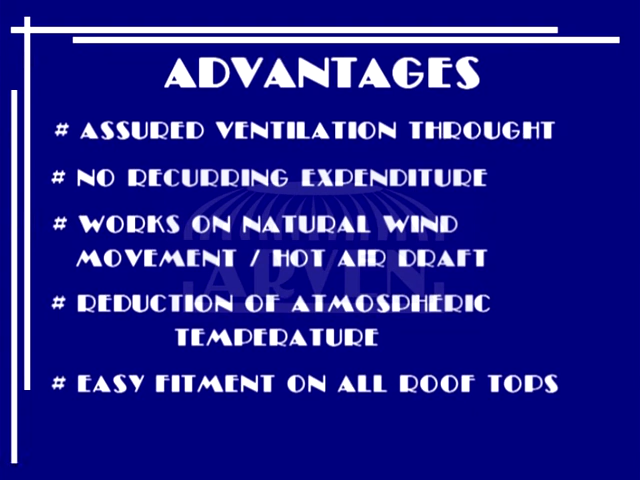 ADVANTAGES
# ASSURED VENTILATION THROUGHT
# NO RECURRING EXPENDITURE
# WORKS ON NATURAL WIND
MOVEMENT / HOT AIR DRAFT
ARVEN
# REDUCTION OF ATMOSPHERIC
TEMPERATURE
# EASY FITMENT ON ALL ROOF TOPS